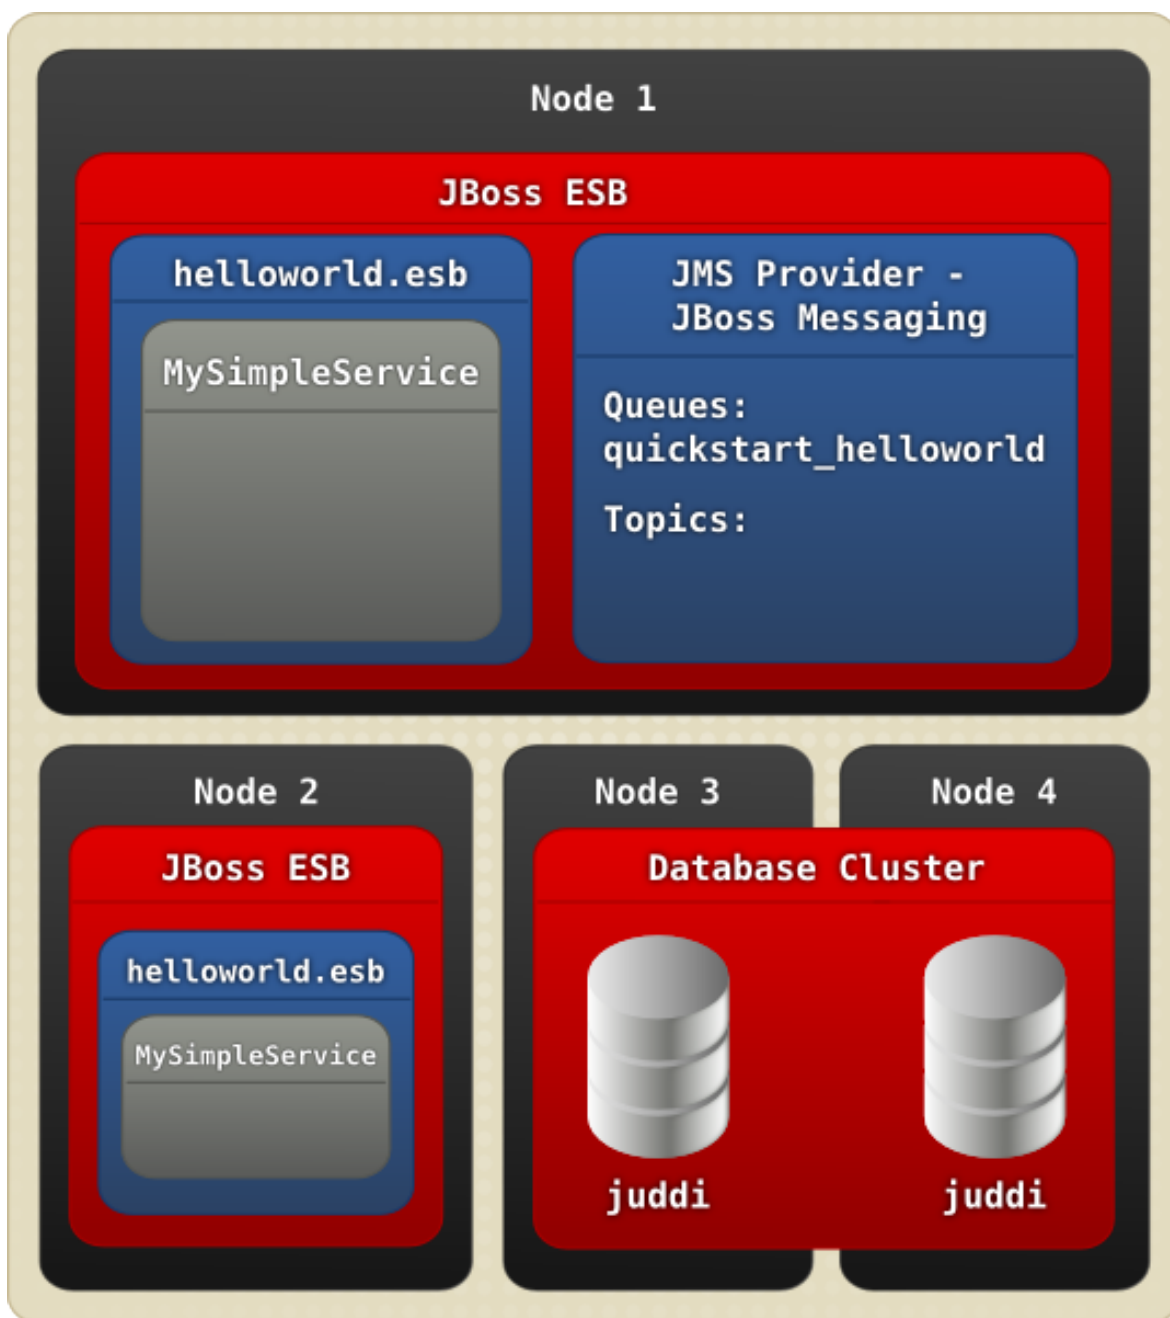 Node 1
JBoss ESB
helloworld.esb
MySimpleService
JMS Provider -
JBoss Messaging
Queues:
quickstart_helloworld
Topics:
Node 2
JBoss ESB
helloworld.esb
MySimpleService
Node 3
Node 4
Database Cluster
juddi
juddi